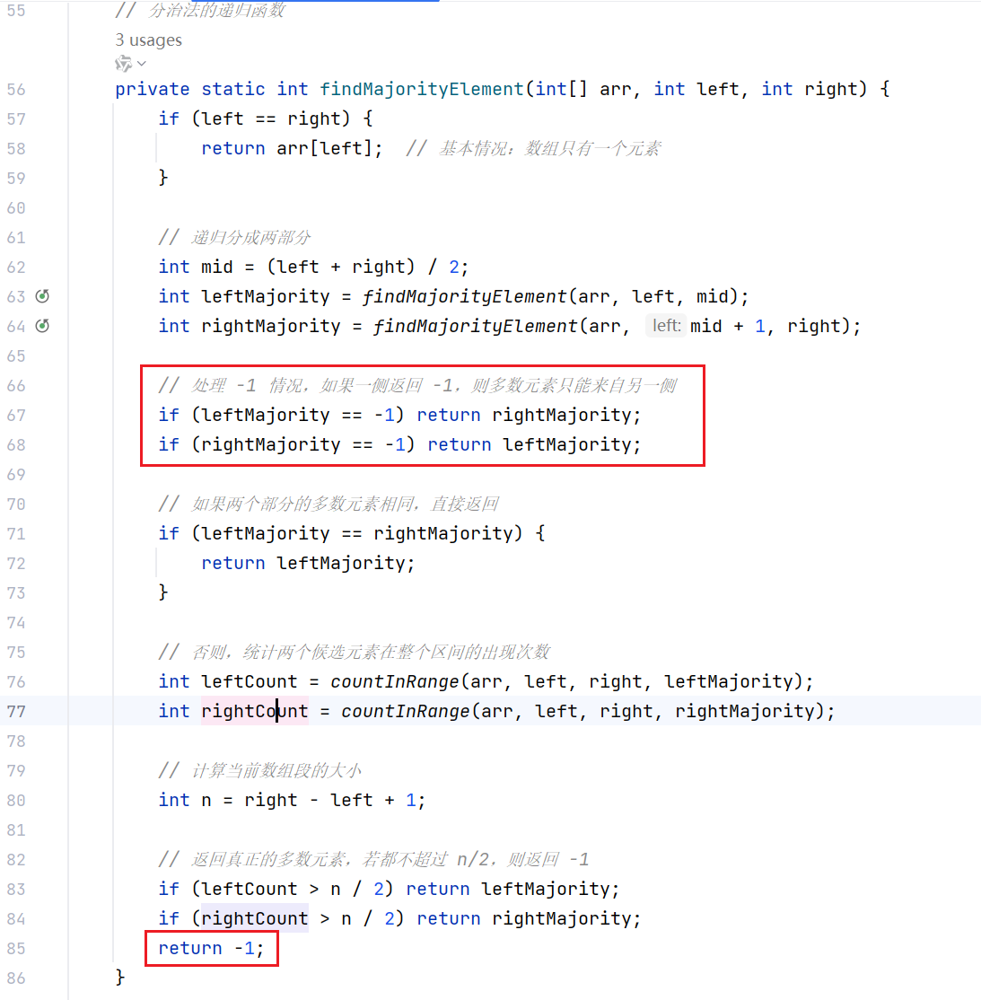 55 // 分治法的递归函数
3 usages
56 private static int findMajorityElement(int[] arr, int left, int right) {
57 if (left == right) {
58 return arr[left]; // 基本情况：数组只有一个元素
59 }
60
61 // 递归分成两部分
62 int mid = (left + right) / 2;
63 int leftMajority = findMajorityElement(arr, left, mid);
64 int rightMajority = findMajorityElement(arr, left: mid + 1, right);
65
66 // 处理 -1 情况，如果一侧返回 -1，则多数元素只能来自另一侧
67 if (leftMajority == -1) return rightMajority;
68 if (rightMajority == -1) return leftMajority;
69
70 // 如果两个部分的多数元素相同，直接返回
71 if (leftMajority == rightMajority) {
72 return leftMajority;
73 }
74
75 // 否则，统计两个候选元素在整个区间的出现次数
76 int leftCount = countInRange(arr, left, right, leftMajority);
77 int rightCount = countInRange(arr, left, right, rightMajority);
78
79 // 计算当前数组段的大小
80 int n = right - left + 1;
81
82 // 返回真正的多数元素，若都不超过 n/2，则返回 -1
83 if (leftCount > n / 2) return leftMajority;
84 if (rightCount > n / 2) return rightMajority;
85 return -1;
86 }